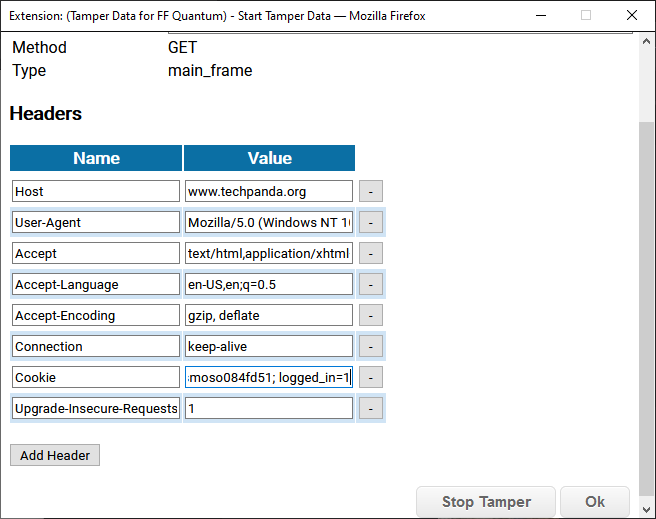 Extension: (Tamper Data for FF Quantum) - Start Tamper Data — Mozilla Firefox
Method GET
Type main_frame
Headers
Name Value
Host www.techpanda.org -
User-Agent Mozilla/5.0 (Windows NT 1 -
Accept text/html,application/xhtml -
Accept-Language en-US,en;q=0.5 -
Accept-Encoding gzip, deflate -
Connection keep-alive -
Cookie moso084fd51; logged_in=1 -
Upgrade-Insecure-Requests 1 -
Add Header
Stop Tamper Ok